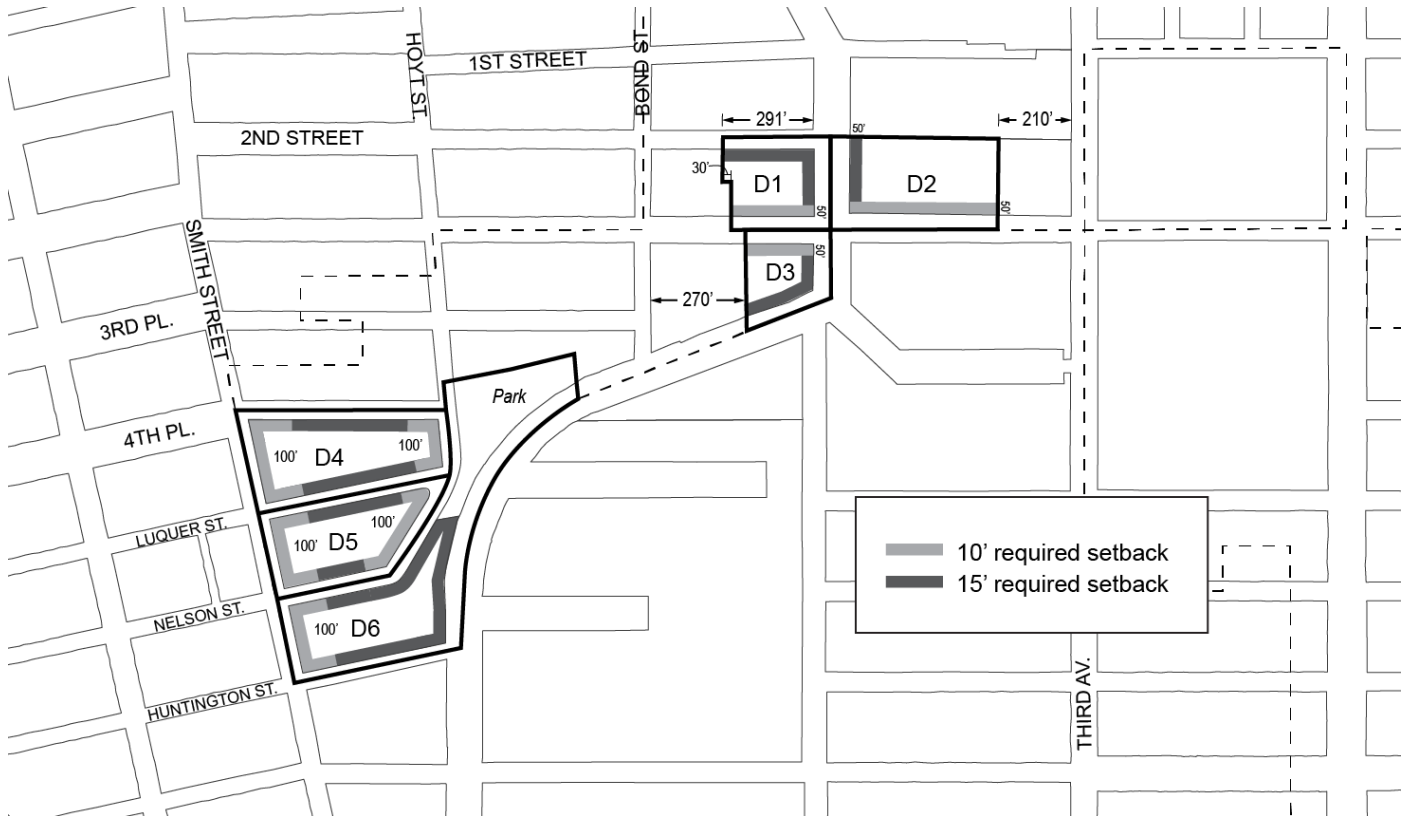 HOYT ST.
BOND ST
1ST STREET
2ND STREET
291'
210'
50'
30'
D1
D2
50'
50'
SMITH STREET
50'
D3
270'
3RD PL.
Park
4TH PL.
100'
D4
100'
100'
D5
100'
LUQUER ST.
10' required setback
15' required setback
NELSON ST.
100'
D6
HUNTINGTON ST.
THIRD AV.